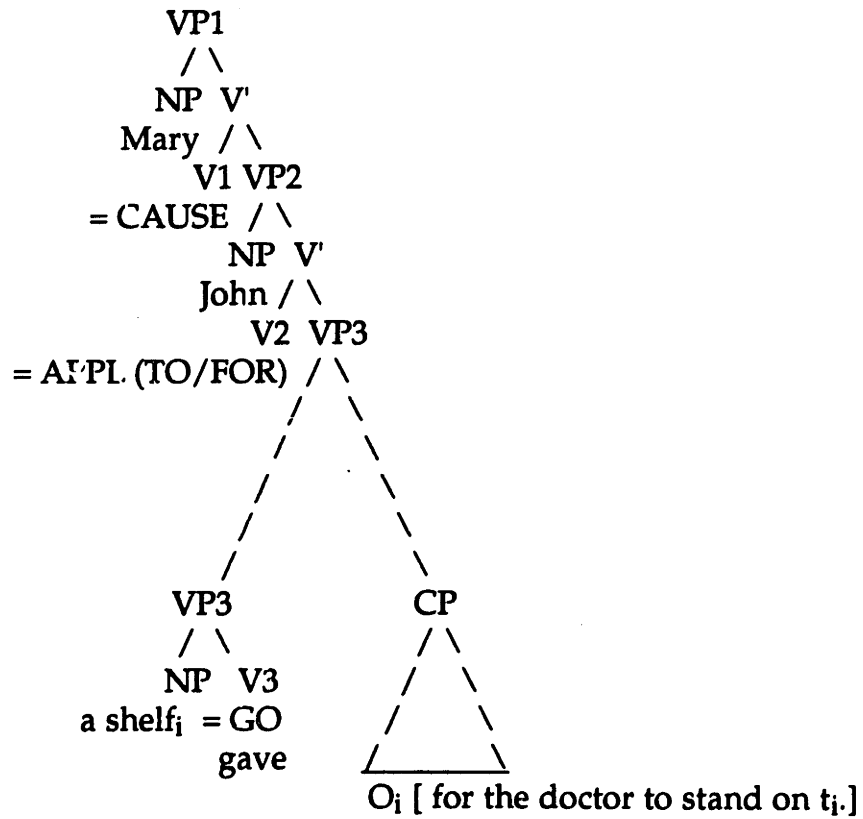 VP1
NP V'
Mary
V1 VP2
= CAUSE
NP V'
John
V2 VP3
= APPL (TO/FOR)
VP3 CP
NP V3
a shelfi = GO
gave
Oi [ for the doctor to stand on ti.]